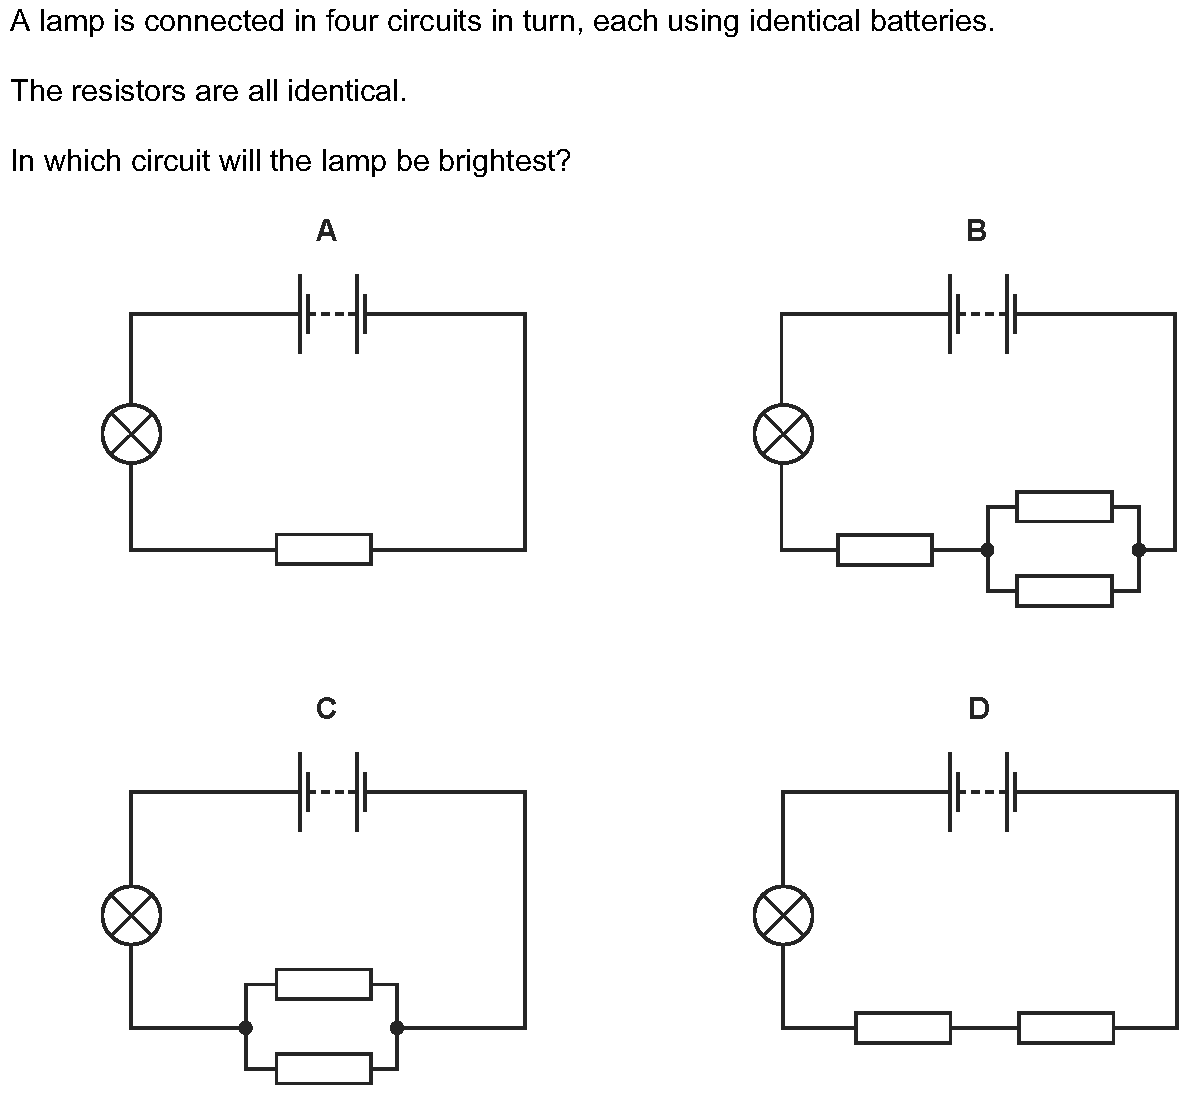 A lamp is connected in four circuits in turn, each using identical batteries.
The resistors are all identical.
In which circuit will the lamp be brightest?
A
B
C
D